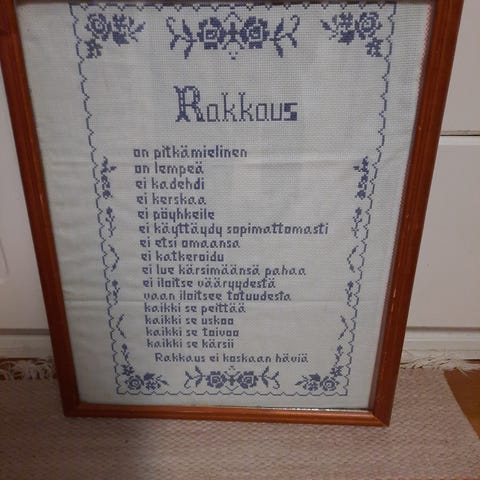 Rakkaus
on pitkämielinen
on lempeä
ei kadehdi
ei kerskaa
ei pöyhkeile
ei käyttäydy sopimattomasti
ei etsi omaansa
ei katkeroidu
ei lue kärsimäänsä pahaa
ei iloitse vääryydestä
vaan iloitsee totuudesta
kaikki se peittää
kaikki se uskoo
kaikki se toivoo
kaikki se kärsii
Rakkaus ei koskaan häviä